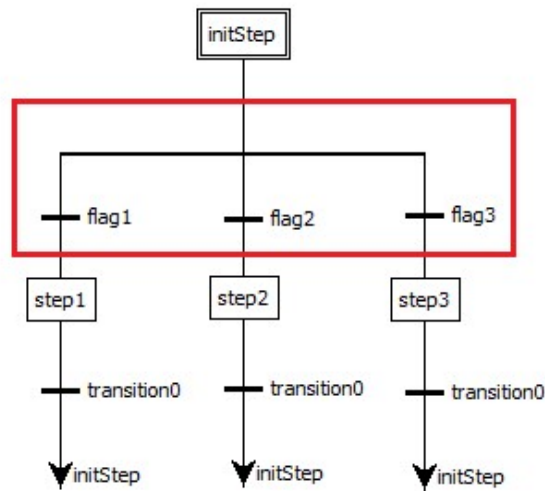 initStep
flag1
flag2
flag3
step1
step2
step3
transition0
transition0
transition0
initStep
initStep
initStep